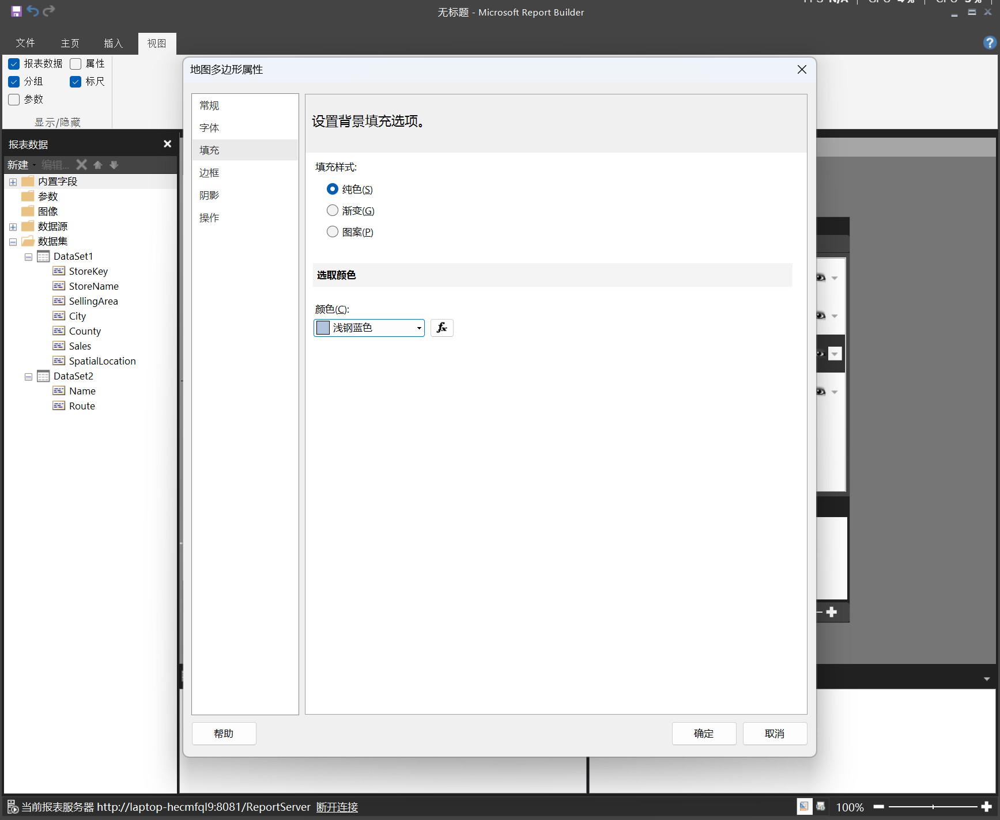 无标题 - Microsoft Report Builder
文件 主页 插入 视图
报表数据 属性
分组 标尺
参数
显示/隐藏
报表数据
新建 编辑...
内置字段
参数
图像
数据源
数据集
DataSet1
StoreKey
StoreName
SellingArea
City
County
Sales
SpatialLocation
DataSet2
Name
Route
地图多边形属性
常规
字体
填充
边框
阴影
操作
设置背景填充选项。
填充样式:
纯色(S)
渐变(G)
图案(P)
选取颜色
颜色(C):
浅钢蓝色
fx
帮助 确定 取消
当前报表服务器 http://laptop-hecmfql9:8081/ReportServer 断开连接
100%